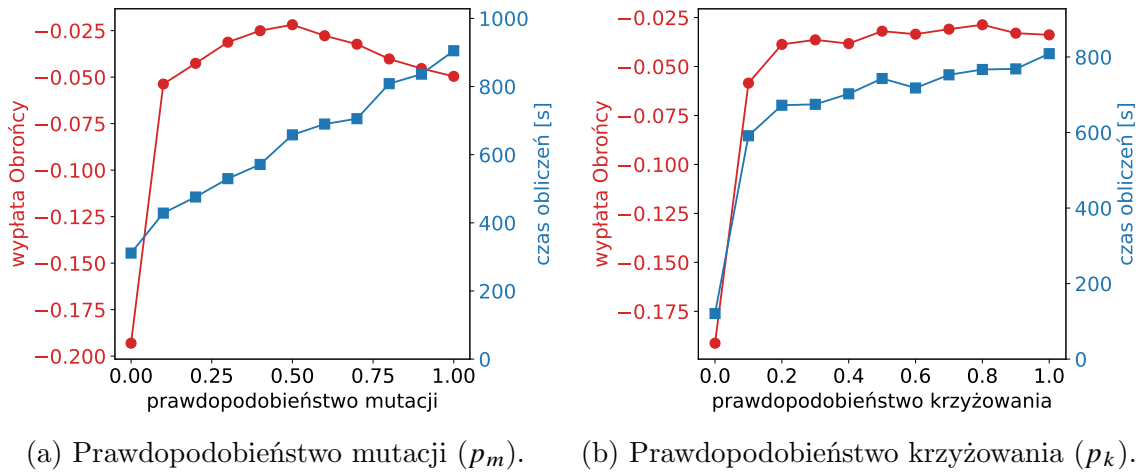 −0.025
−0.050
−0.075
−0.100
−0.125
−0.150
−0.175
−0.200
wypłata Obrońcy
1000
800
600
400
200
0
czas obliczeń [s]
0.00 0.25 0.50 0.75 1.00
prawdopodobieństwo mutacji
(a) Prawdopodobieństwo mutacji (pm).
−0.025
−0.050
−0.075
−0.100
−0.125
−0.150
−0.175
wypłata Obrońcy
800
600
400
200
0
czas obliczeń [s]
0.0 0.2 0.4 0.6 0.8 1.0
prawdopodobieństwo krzyżowania
(b) Prawdopodobieństwo krzyżowania (pk).